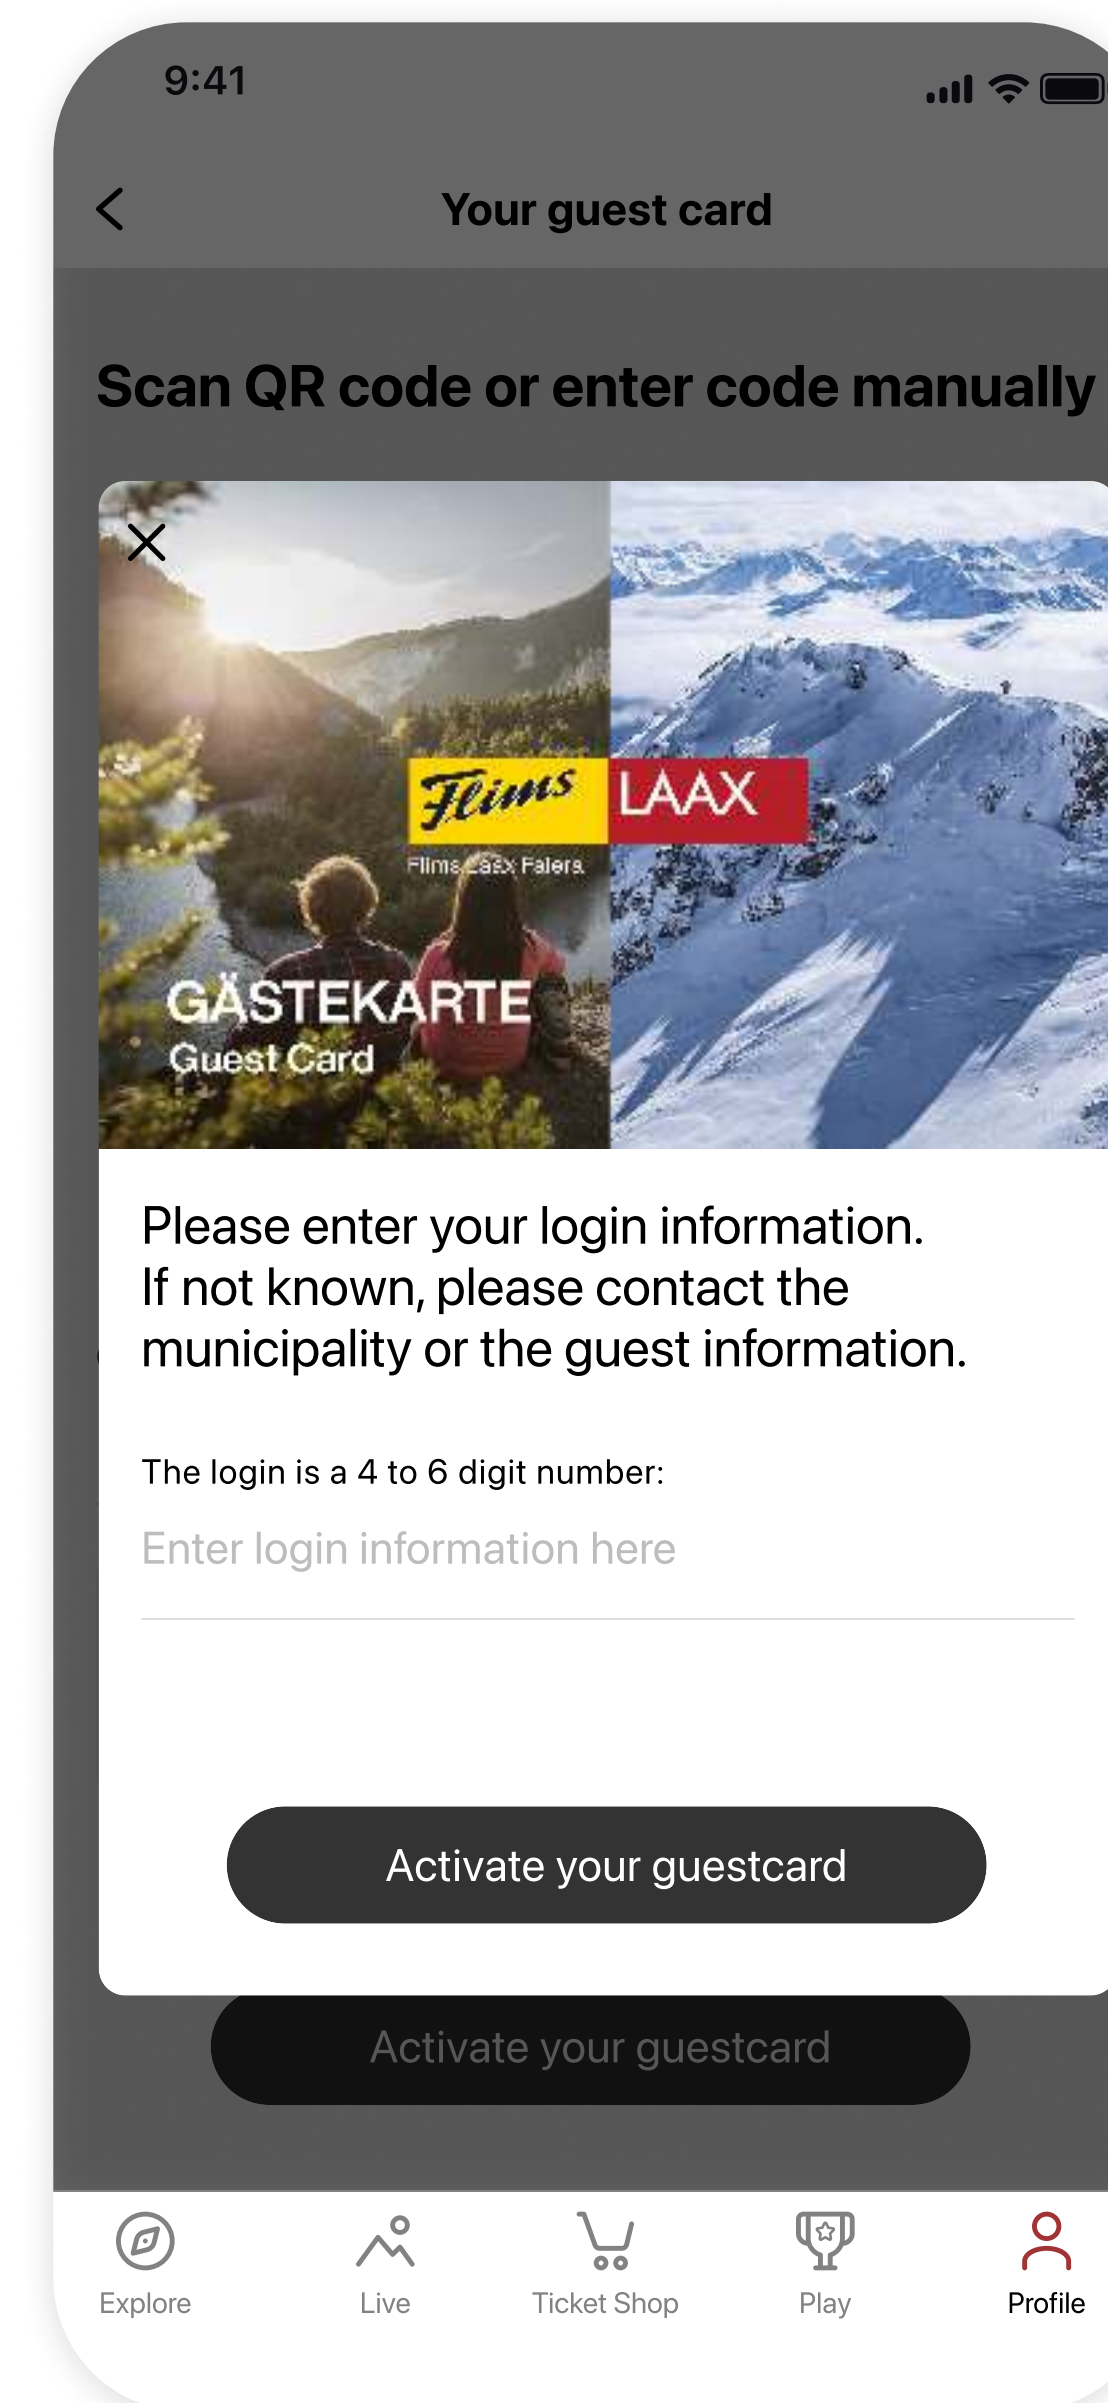 9:41
Your guest card
Scan QR code or enter code manually
Flims LAAX
Flims Laax Falera
GÄSTEKARTE
Guest Card
Please enter your login information.
If not known, please contact the
municipality or the guest information.
The login is a 4 to 6 digit number:
Enter login information here
Activate your guestcard
Activate your guestcard
Explore Live Ticket Shop Play Profile